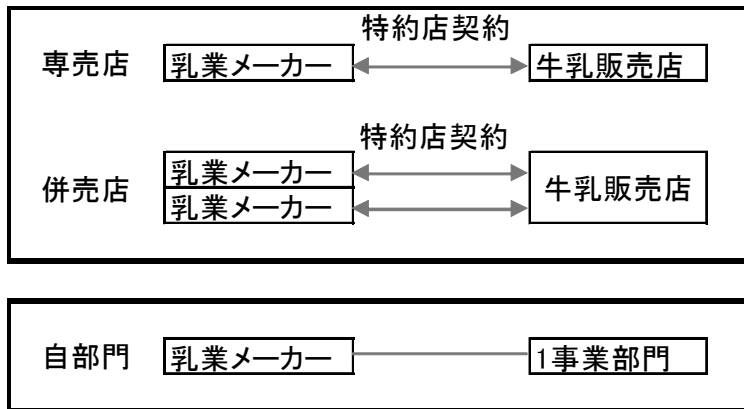 特約店契約
専売店 乳業メーカー 牛乳販売店
特約店契約
併売店 乳業メーカー 牛乳販売店
乳業メーカー
自部門 乳業メーカー 1事業部門